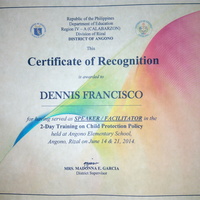 Republic of the Philippines
Department of Education
Region IV - A (CALABARZON)
Division of Rizal
DISTRICT OF ANGONO
This
Certificate of Recognition
is awarded to
DENNIS FRANCISCO
for having served as SPEAKER / FACILITATOR in the
2-Day Training on Child Protection Policy
held at Angono Elementary School,
Angono, Rizal on June 14 & 21, 2014.
MRS. MADONNA E. GARCIA
District Supervisor